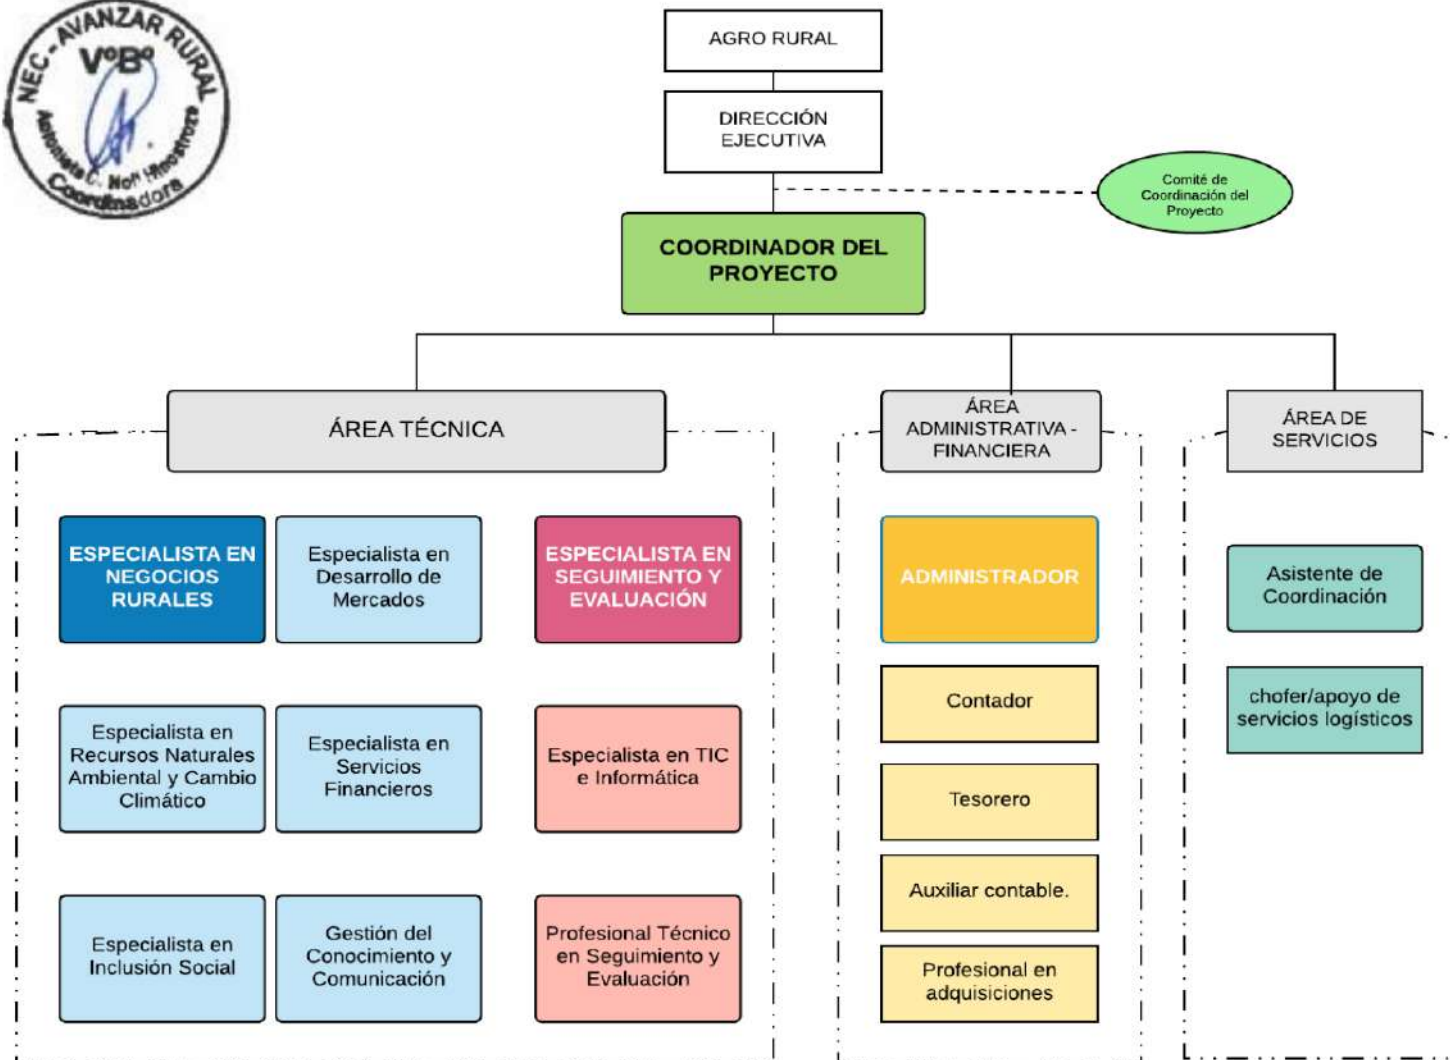 NEC - AVANZAR RURAL
VºBº
Coordinadora
AGRO RURAL
DIRECCIÓN
EJECUTIVA
Comité de
Coordinación del
Proyecto
COORDINADOR DEL
PROYECTO
ÁREA TÉCNICA
ÁREA
ADMINISTRATIVA -
FINANCIERA
ÁREA DE
SERVICIOS
ESPECIALISTA EN
NEGOCIOS
RURALES
Especialista en
Desarrollo de
Mercados
ESPECIALISTA EN
SEGUIMIENTO Y
EVALUACIÓN
ADMINISTRADOR
Asistente de
Coordinación
Contador
chofer/apoyo de
servicios logísticos
Especialista en
Recursos Naturales
Ambiental y Cambio
Climático
Especialista en
Servicios
Financieros
Especialista en TIC
e Informática
Tesorero
Auxiliar contable.
Especialista en
Inclusión Social
Gestión del
Conocimiento y
Comunicación
Profesional Técnico
en Seguimiento y
Evaluación
Profesional en
adquisiciones